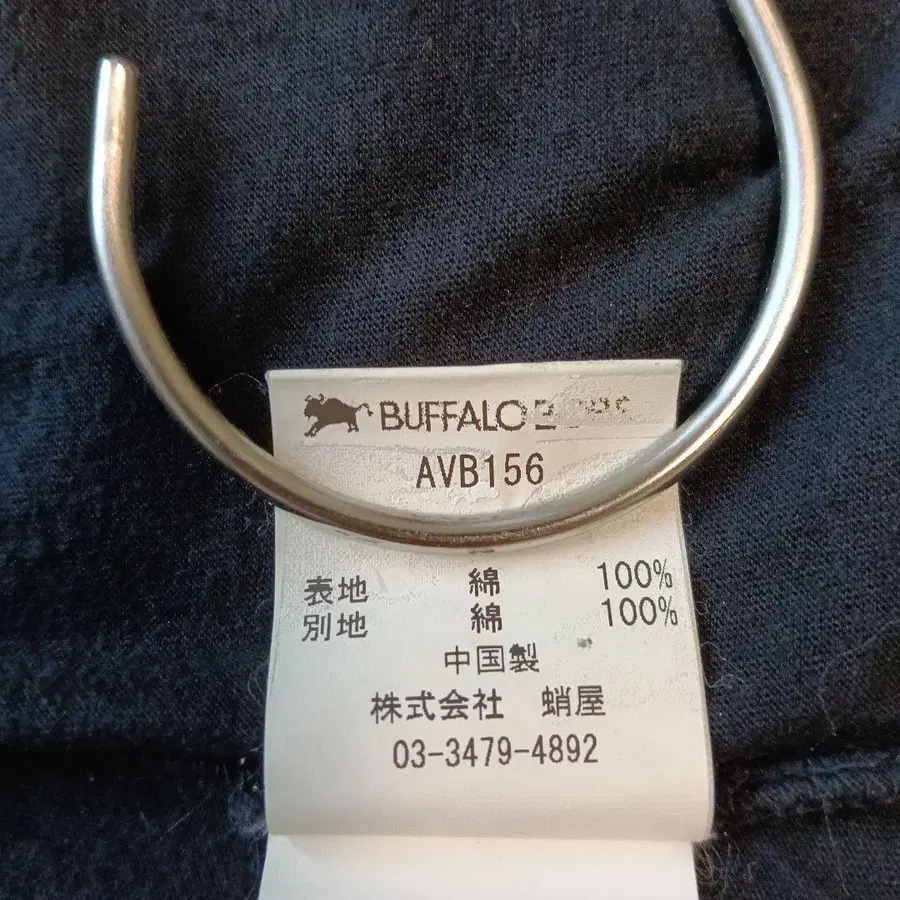 BUFFALO
AVB156
表地 綿 100%
別地 綿 100%
中国製
株式会社 蛸屋
03-3479-4892